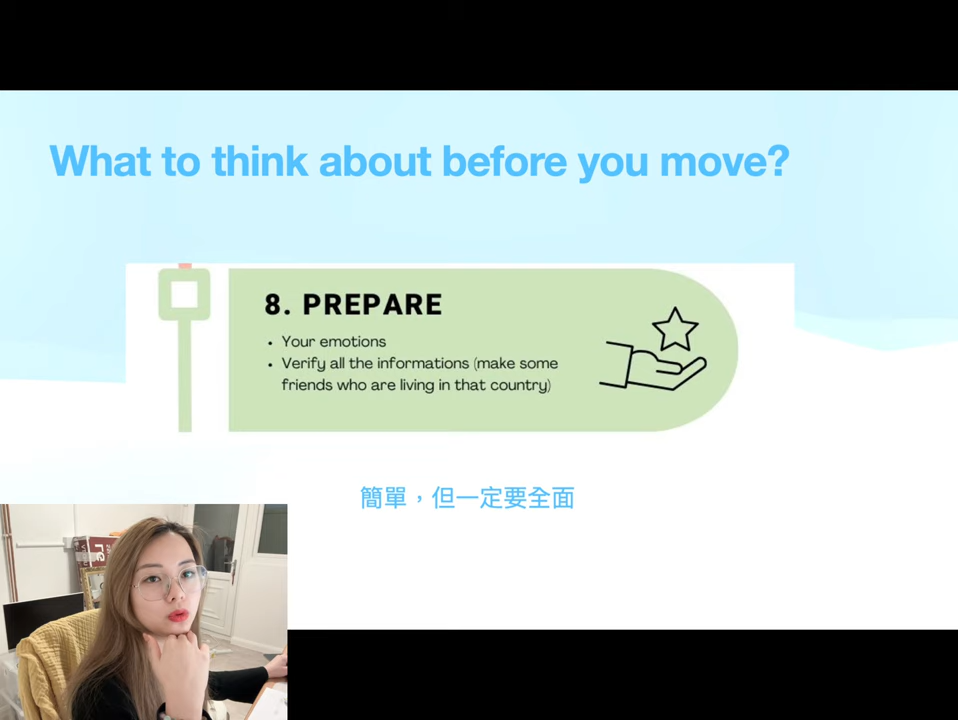 What to think about before you move?
8. PREPARE
• Your emotions
• Verify all the informations (make some
friends who are living in that country)
簡單，但一定要全面